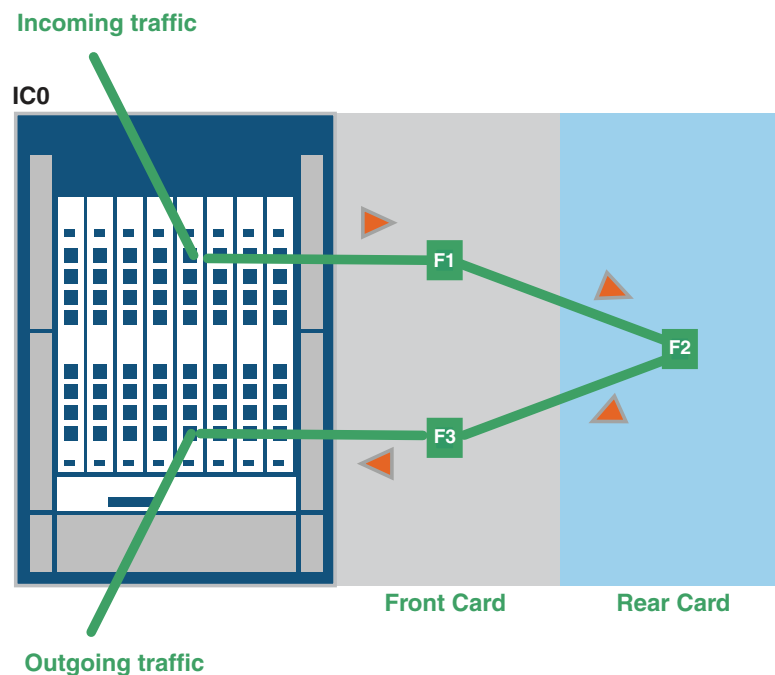 Incoming traffic
IC0
F1
F2
F3
Front Card
Rear Card
Outgoing traffic